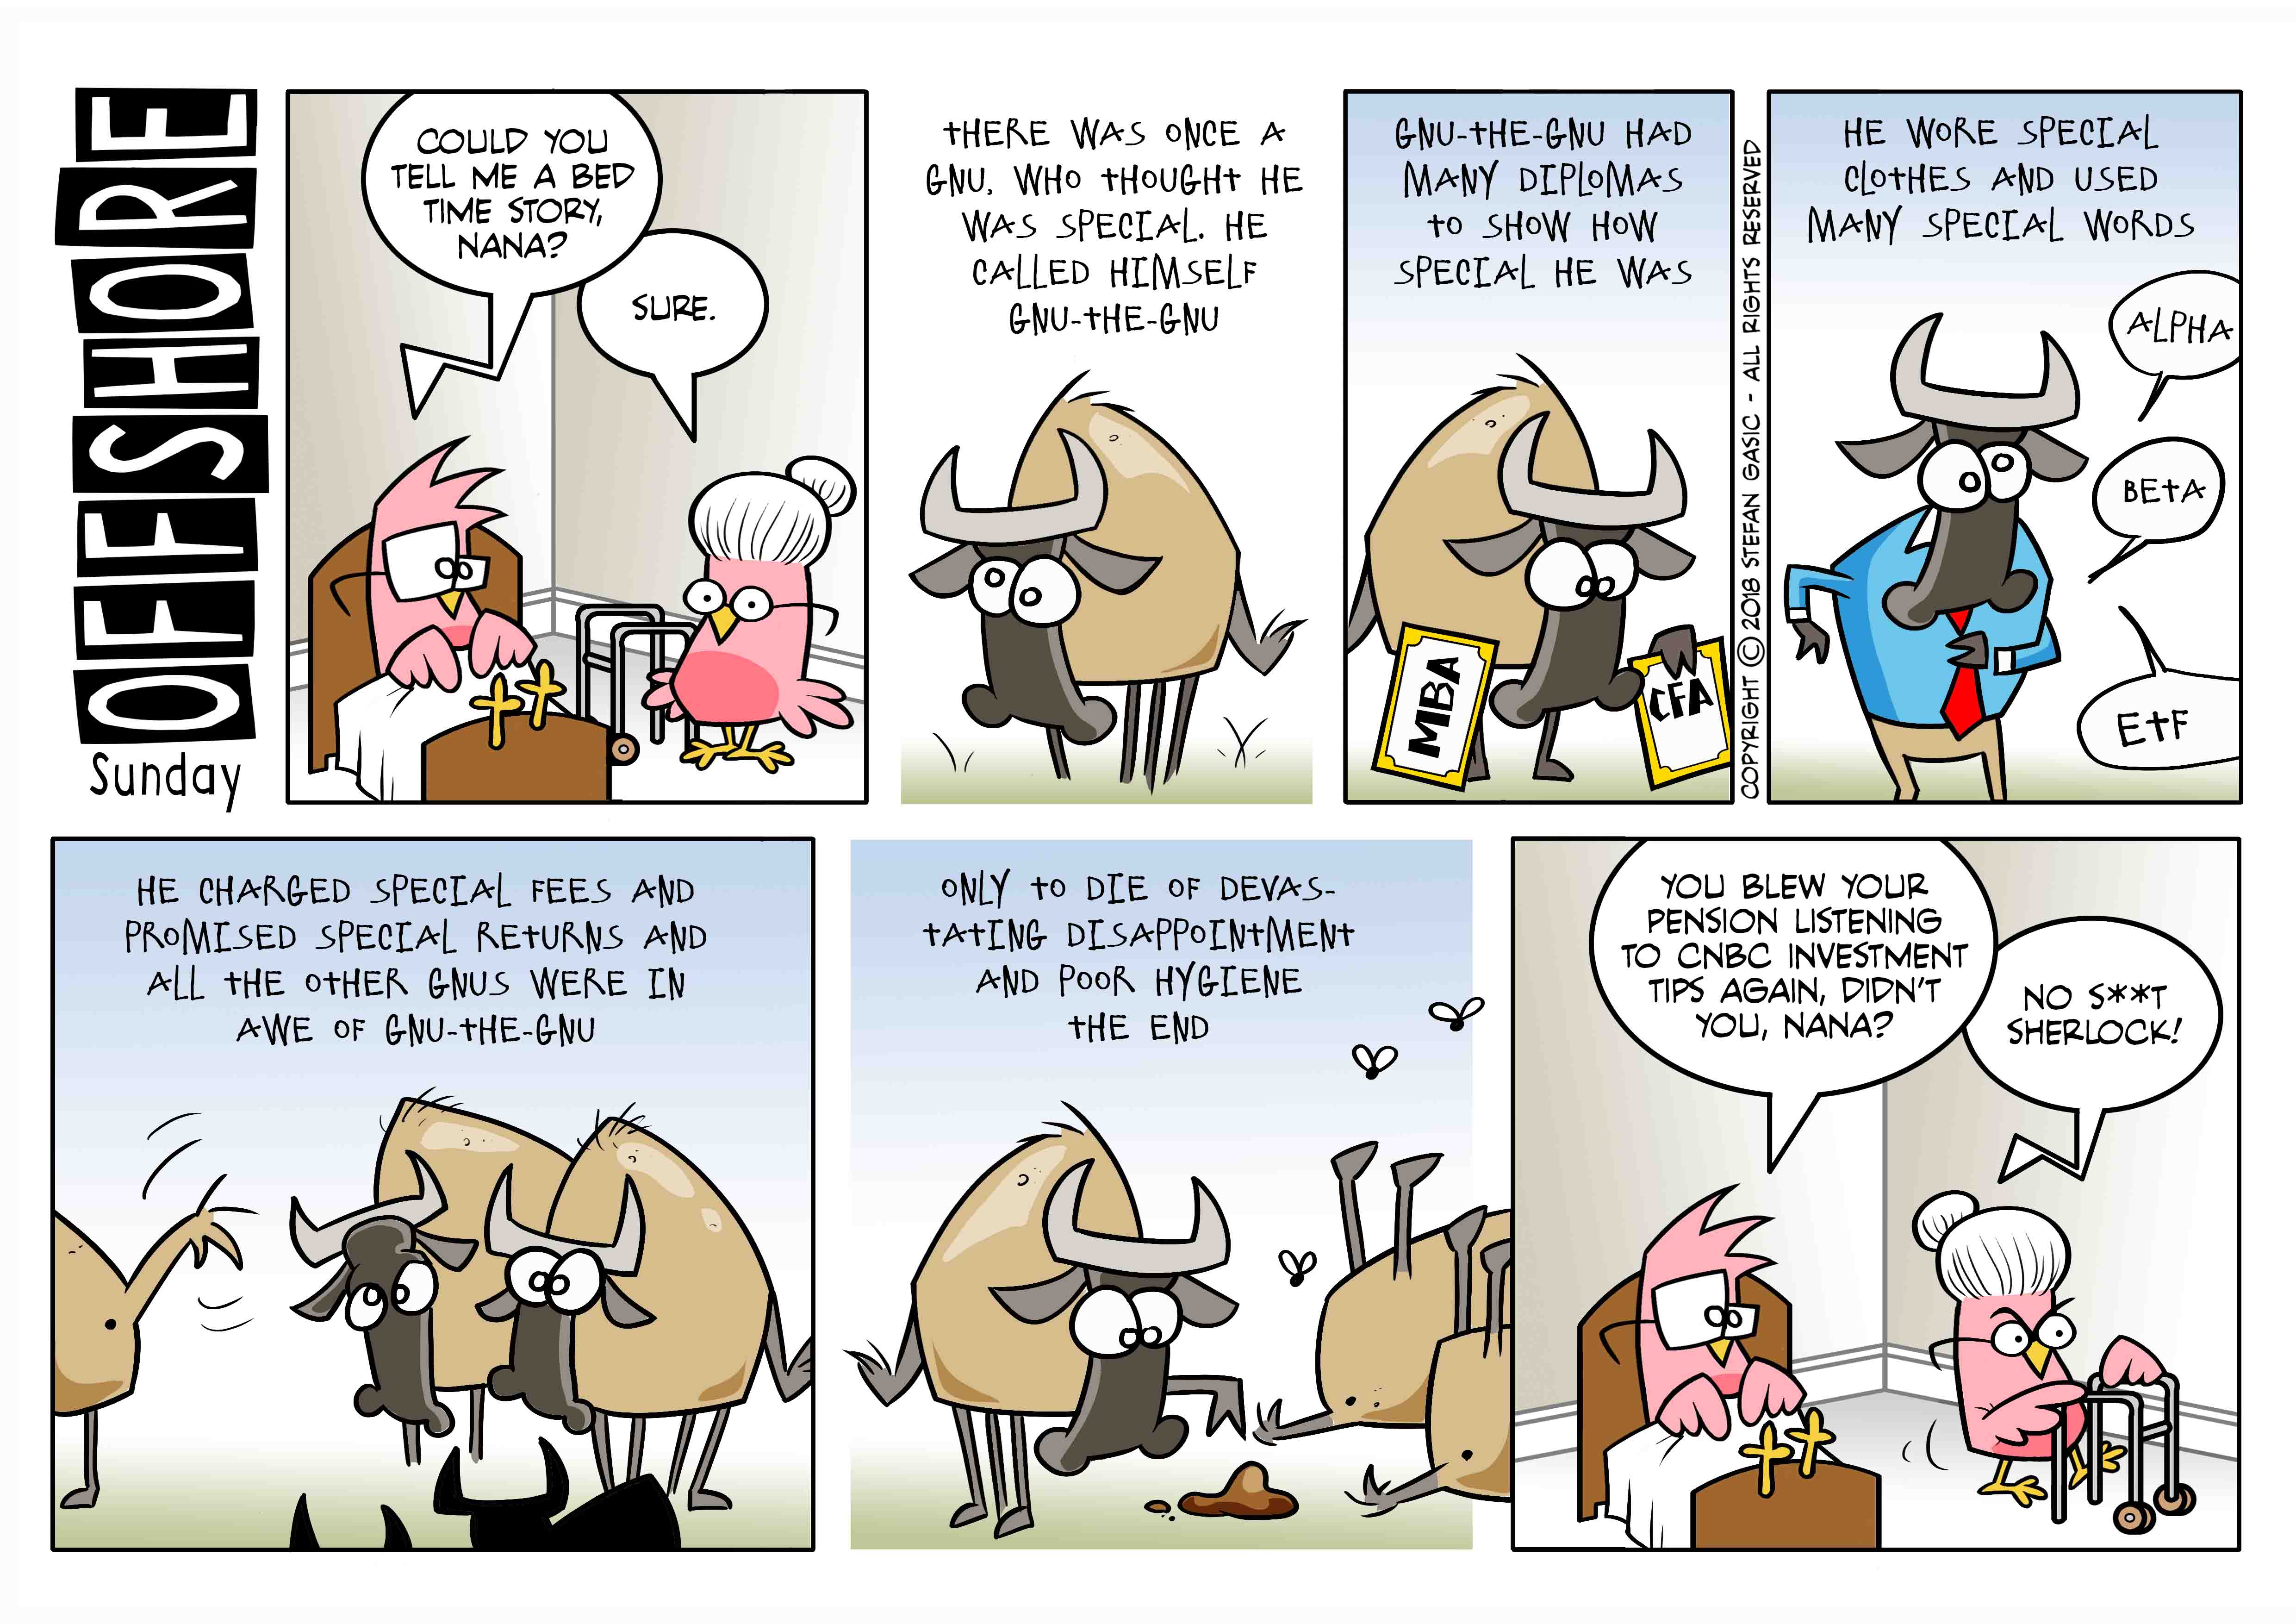 OFFSHORE
Sunday
COULD YOU
TELL ME A BED
TIME STORY,
NANA?
SURE.
THERE WAS ONCE A
GNU, WHO THOUGHT HE
WAS SPECIAL. HE
CALLED HIMSELF
GNU-THE-GNU
GNU-THE-GNU HAD
MANY DIPLOMAS
TO SHOW HOW
SPECIAL HE WAS
MBA
CFA
COPYRIGHT © 2018 STEFAN GASIC - ALL RIGHTS RESERVED
HE WORE SPECIAL
CLOTHES AND USED
MANY SPECIAL WORDS
ALPHA
BETA
ETF
HE CHARGED SPECIAL FEES AND
PROMISED SPECIAL RETURNS AND
ALL THE OTHER GNUS WERE IN
AWE OF GNU-THE-GNU
ONLY TO DIE OF DEVAS-
TATING DISAPPOINTMENT
AND POOR HYGIENE
THE END
YOU BLEW YOUR
PENSION LISTENING
TO CNBC INVESTMENT
TIPS AGAIN, DIDN'T
YOU, NANA?
NO S**T
SHERLOCK!